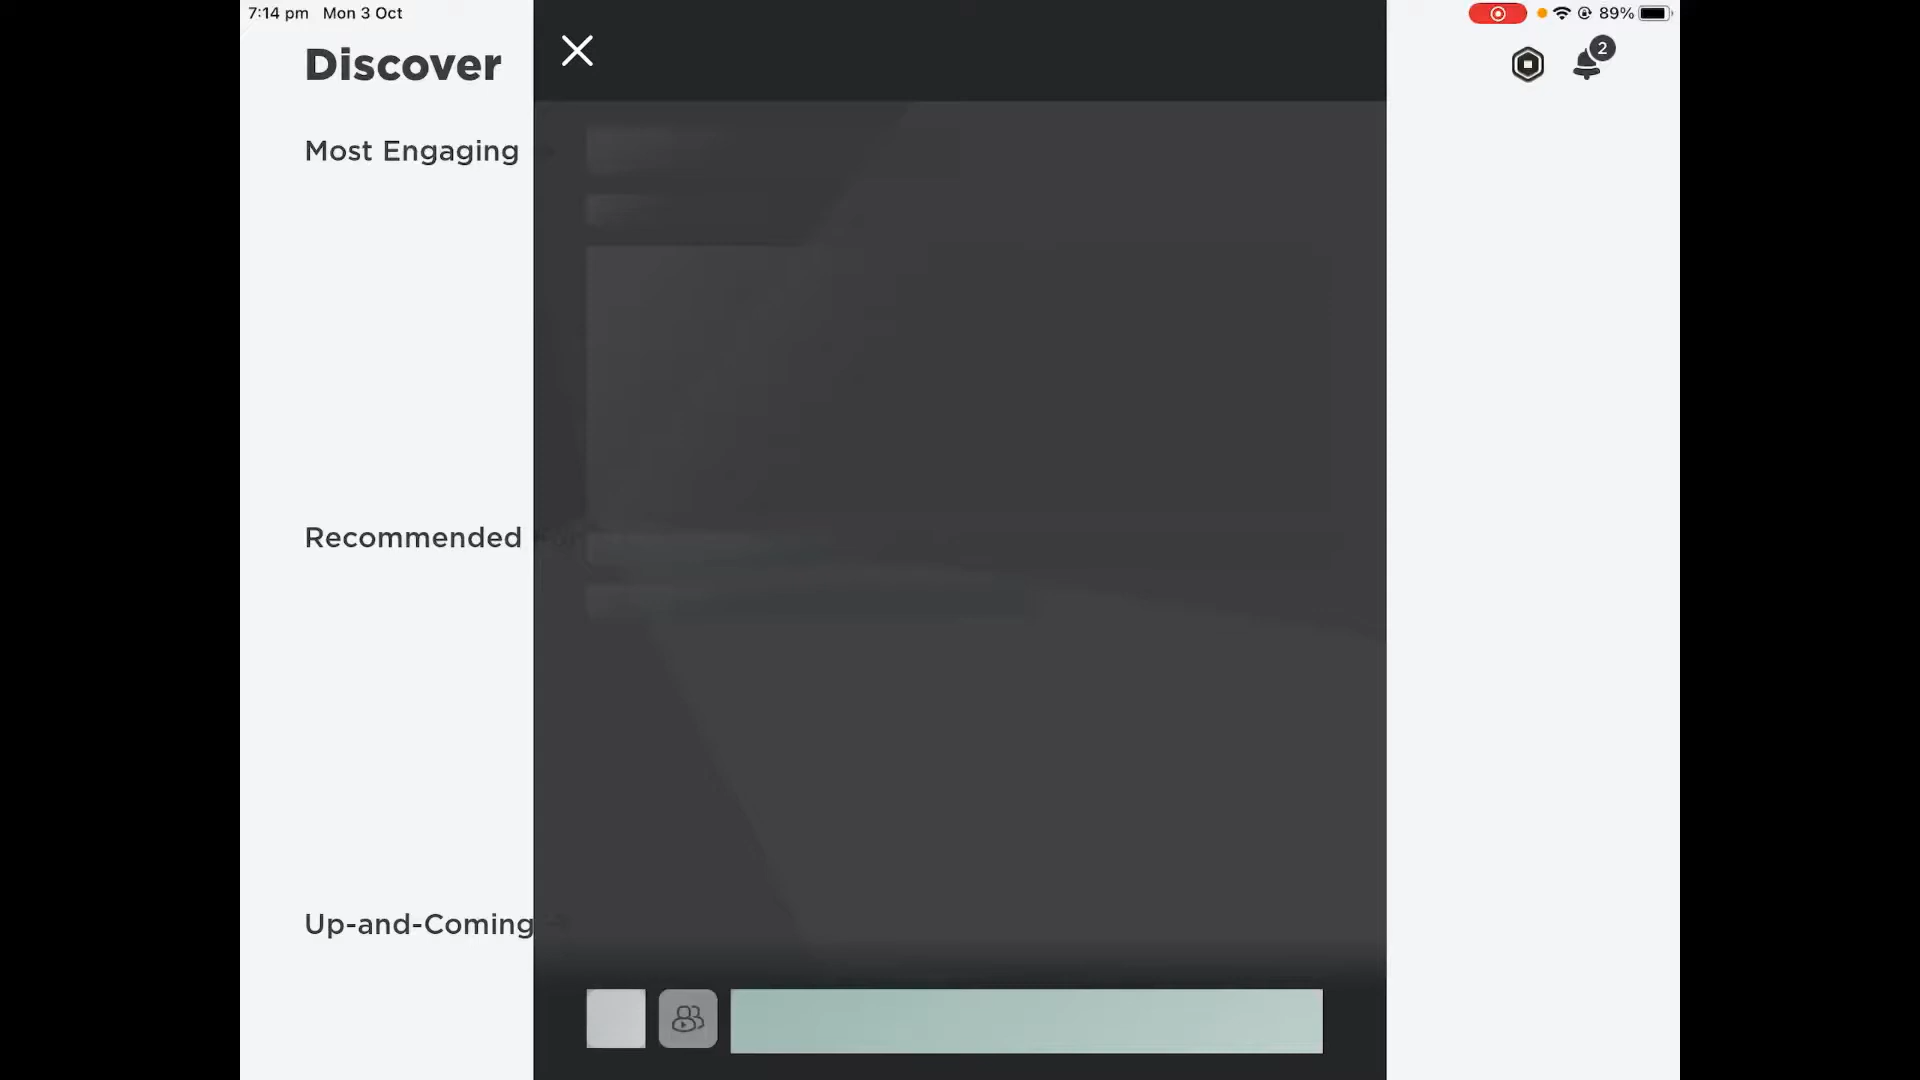 7:14 pm Mon 3 Oct
89%
Discover
2
Most Engaging
Recommended
Up-and-Coming